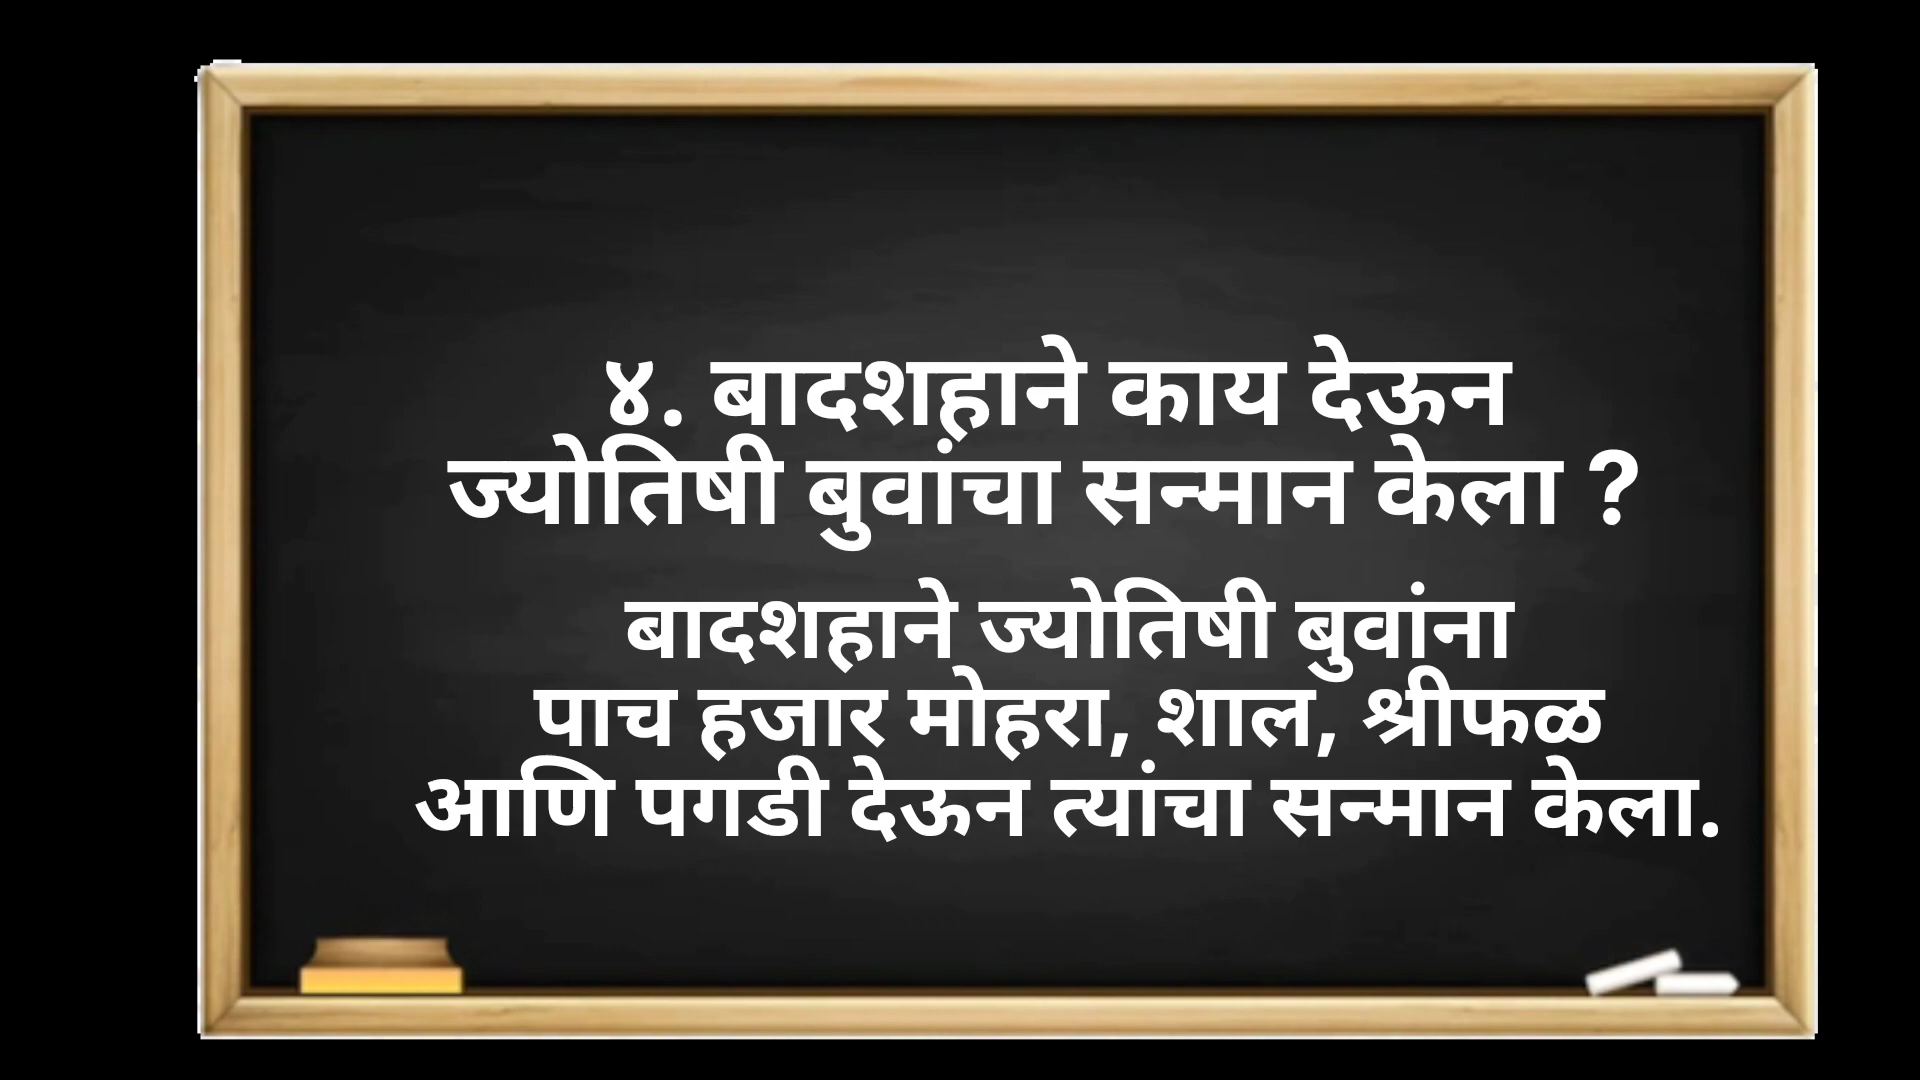 ४. बादशहाने काय देऊन
ज्योतिषी बुवांचा सन्मान केला ?
बादशहाने ज्योतिषी बुवांना
पाच हजार मोहरा, शाल, श्रीफळ
आणि पगडी देऊन त्यांचा सन्मान केला.